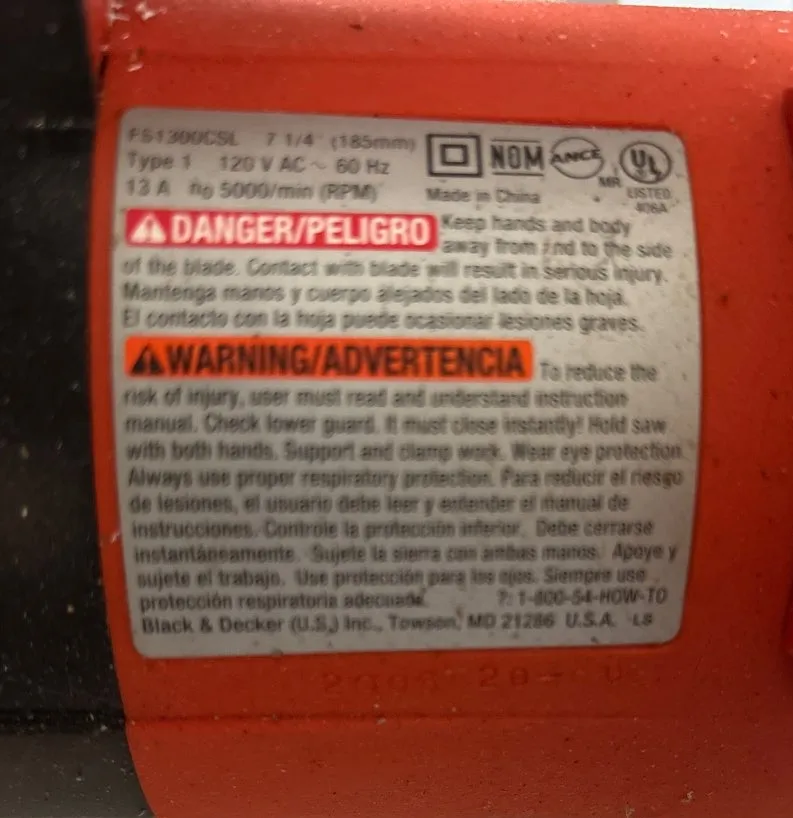 FS1300CSL 7 1/4" (185mm)
Type 1 120 V AC ~ 60 Hz
13 A no 5000/min (RPM)
NOM ANCE UL
MR LISTED
Made in China 406A
DANGER/PELIGRO Keep hands and body
away from and to the side
of the blade. Contact with blade will result in serious injury.
Mantenga manos y cuerpo alejados del lado de la hoja.
El contacto con la hoja puede ocasionar lesiones graves.
WARNING/ADVERTENCIA To reduce the
risk of injury, user must read and understand instruction
manual. Check lower guard. It must close instantly! Hold saw
with both hands. Support and clamp work. Wear eye protection.
Always use proper respiratory protection. Para reducir el riesgo
de lesiones, el usuario debe leer y entender el manual de
instrucciones. Controle la protección inferior. Debe cerrarse
instantáneamente. Sujete la sierra con ambas manos. Apoye y
sujete el trabajo. Use protección para los ojos. Siempre use
protección respiratoria adecuada. ?: 1-800-54-HOW-TO
Black & Decker (U.S.) Inc., Towson, MD 21286 U.S.A. LS